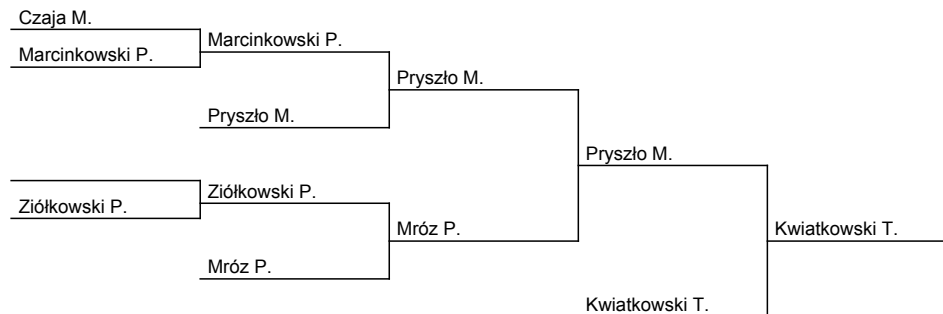 Czaja M.
Marcinkowski P.
Marcinkowski P.
Pryszło M.
Pryszło M.
Pryszło M.
Ziółkowski P.
Ziółkowski P.
Mróz P.
Kwiatkowski T.
Mróz P.
Kwiatkowski T.